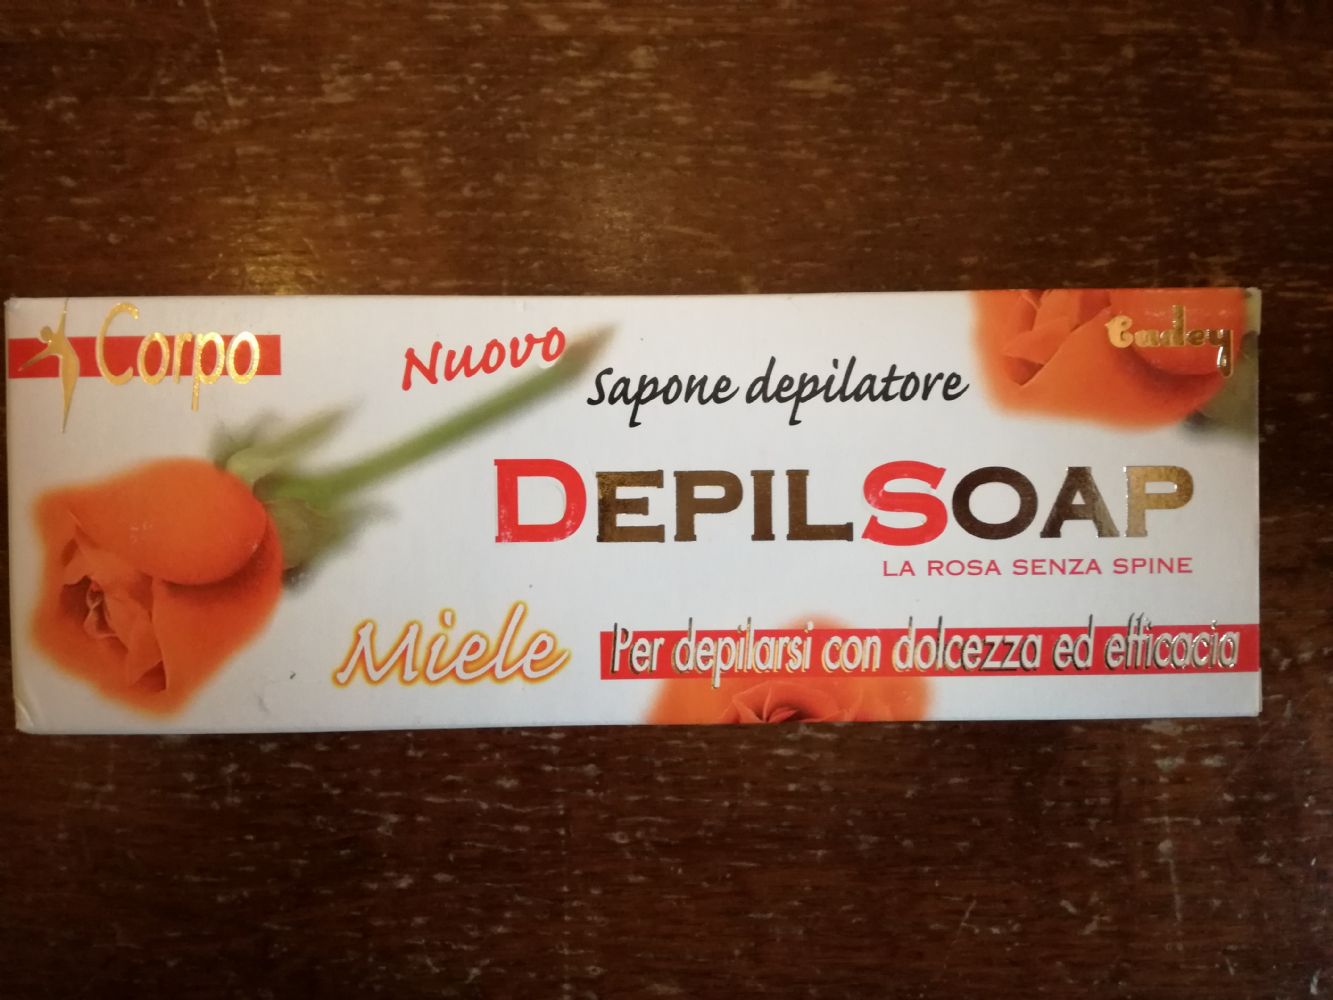 Corpo
Nuovo
Sapone depilatore
DEPILSOAP
LA ROSA SENZA SPINE
Miele
Per depilarsi con dolcezza ed efficacia